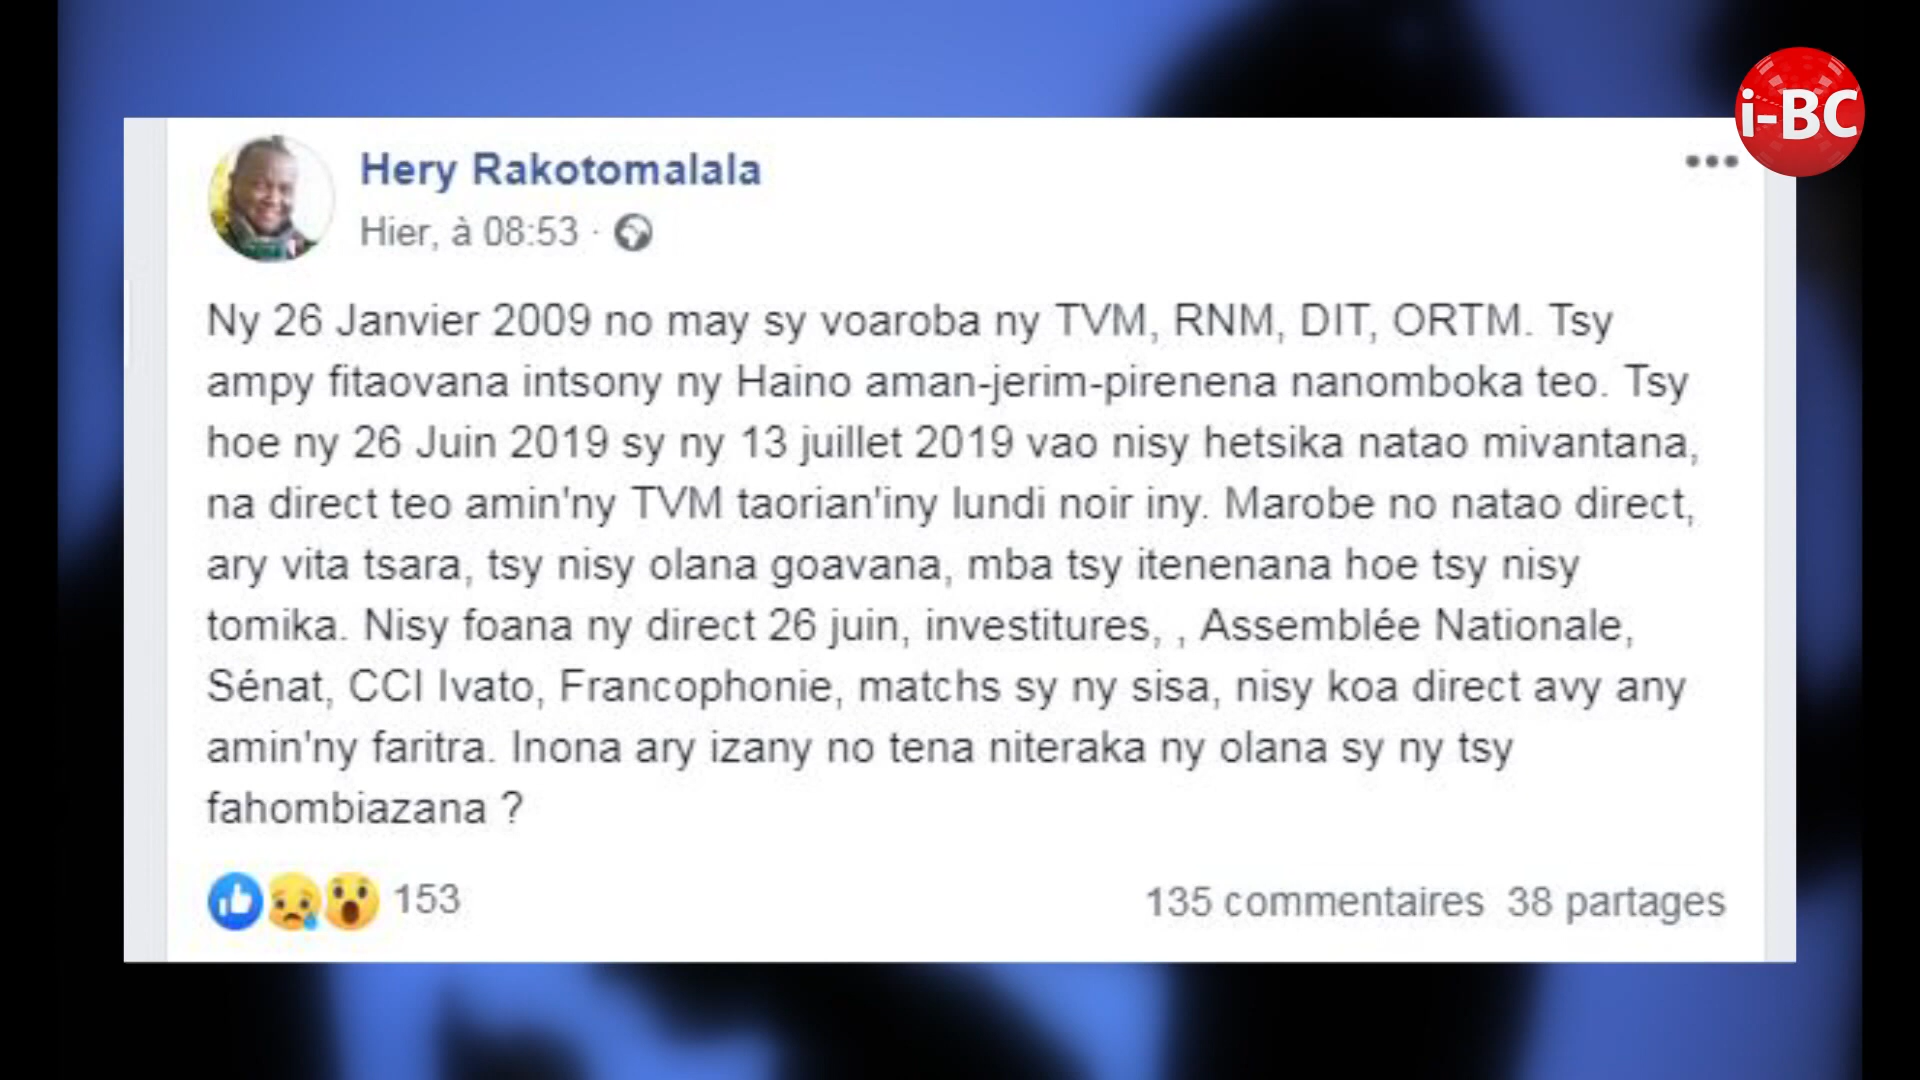 i-BC
Hery Rakotomalala
Hier, à 08:53 ·
Ny 26 Janvier 2009 no may sy voaroba ny TVM, RNM, DIT, ORTM. Tsy
ampy fitaovana intsony ny Haino aman-jerim-pirenena nanomboka teo. Tsy
hoe ny 26 Juin 2019 sy ny 13 juillet 2019 vao nisy hetsika natao mivantana,
na direct teo amin'ny TVM taorian'iny lundi noir iny. Marobe no natao direct,
ary vita tsara, tsy nisy olana goavana, mba tsy itenenana hoe tsy nisy
tomika. Nisy foana ny direct 26 juin, investitures, , Assemblée Nationale,
Sénat, CCI Ivato, Francophonie, matchs sy ny sisa, nisy koa direct avy any
amin'ny faritra. Inona ary izany no tena niteraka ny olana sy ny tsy
fahombiazana ?
153
135 commentaires 38 partages